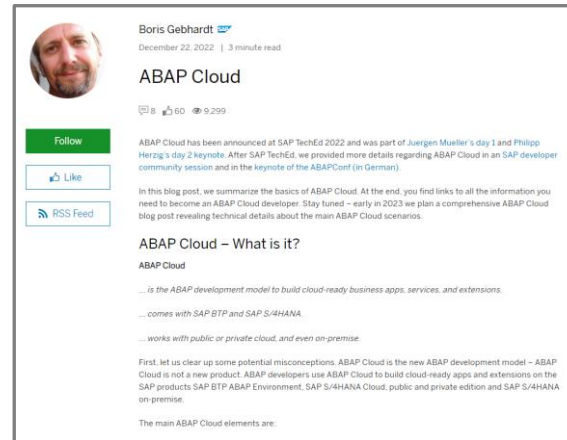 Boris Gebhardt SAP
December 22, 2022 | 3 minute read
ABAP Cloud
8 60 9,299
Follow
Like
RSS Feed
ABAP Cloud has been announced at SAP TechEd 2022 and was part of Juergen Mueller's day 1 and Philipp
Herzig's day 2 keynote. After SAP TechEd, we provided more details regarding ABAP Cloud in an SAP developer
community session and in the keynote of the ABAPConf (in German).
In this blog post, we summarize the basics of ABAP Cloud. At the end, you find links to all the information you
need to become an ABAP Cloud developer. Stay tuned – early in 2023 we plan a comprehensive ABAP Cloud
blog post revealing technical details about the main ABAP Cloud scenarios.
ABAP Cloud – What is it?
ABAP Cloud
... is the ABAP development model to build cloud-ready business apps, services, and extensions.
... comes with SAP BTP and SAP S/4HANA.
... works with public or private cloud, and even on-premise.
First, let us clear up some potential misconceptions. ABAP Cloud is the new ABAP development model – ABAP
Cloud is not a new product. ABAP developers use ABAP Cloud to build cloud-ready apps and extensions on the
SAP products SAP BTP ABAP Environment, SAP S/4HANA Cloud, public and private edition and SAP S/4HANA
on-premise.
The main ABAP Cloud elements are: